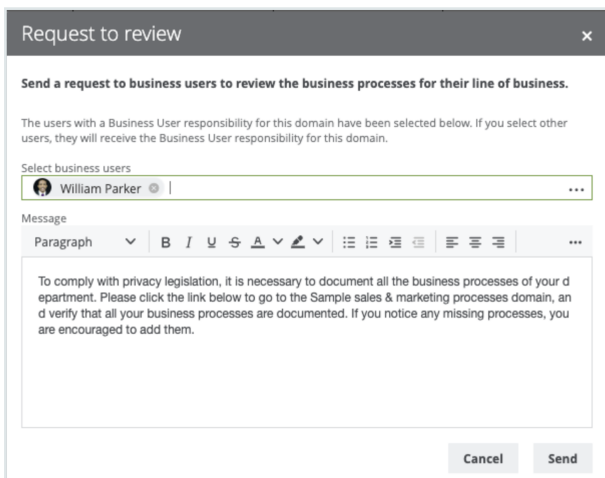 Request to review
×
Send a request to business users to review the business processes for their line of business.
The users with a Business User responsibility for this domain have been selected below. If you select other
users, they will receive the Business User responsibility for this domain.
Select business users
William Parker
Message
Paragraph B I U S A
To comply with privacy legislation, it is necessary to document all the business processes of your d
epartment. Please click the link below to go to the Sample sales & marketing processes domain, an
d verify that all your business processes are documented. If you notice any missing processes, you
are encouraged to add them.
Cancel Send